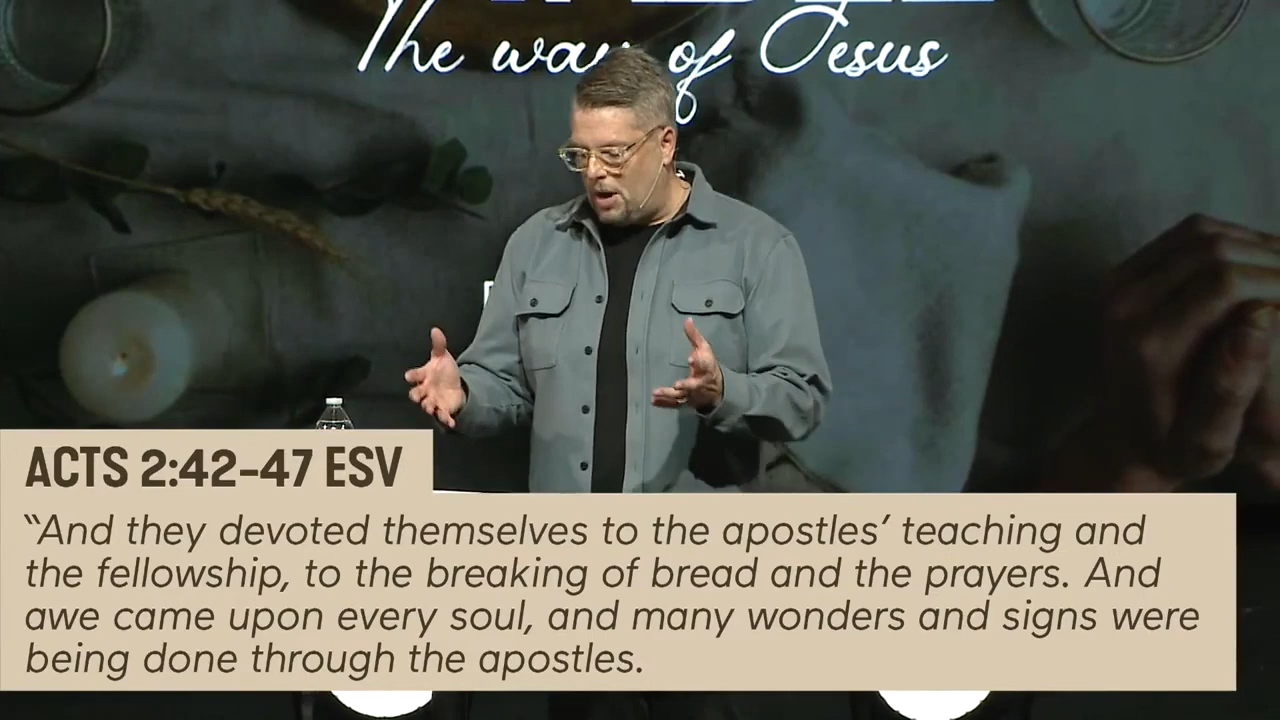 The way of Jesus
ACTS 2:42-47 ESV
“And they devoted themselves to the apostles’ teaching and
the fellowship, to the breaking of bread and the prayers. And
awe came upon every soul, and many wonders and signs were
being done through the apostles.